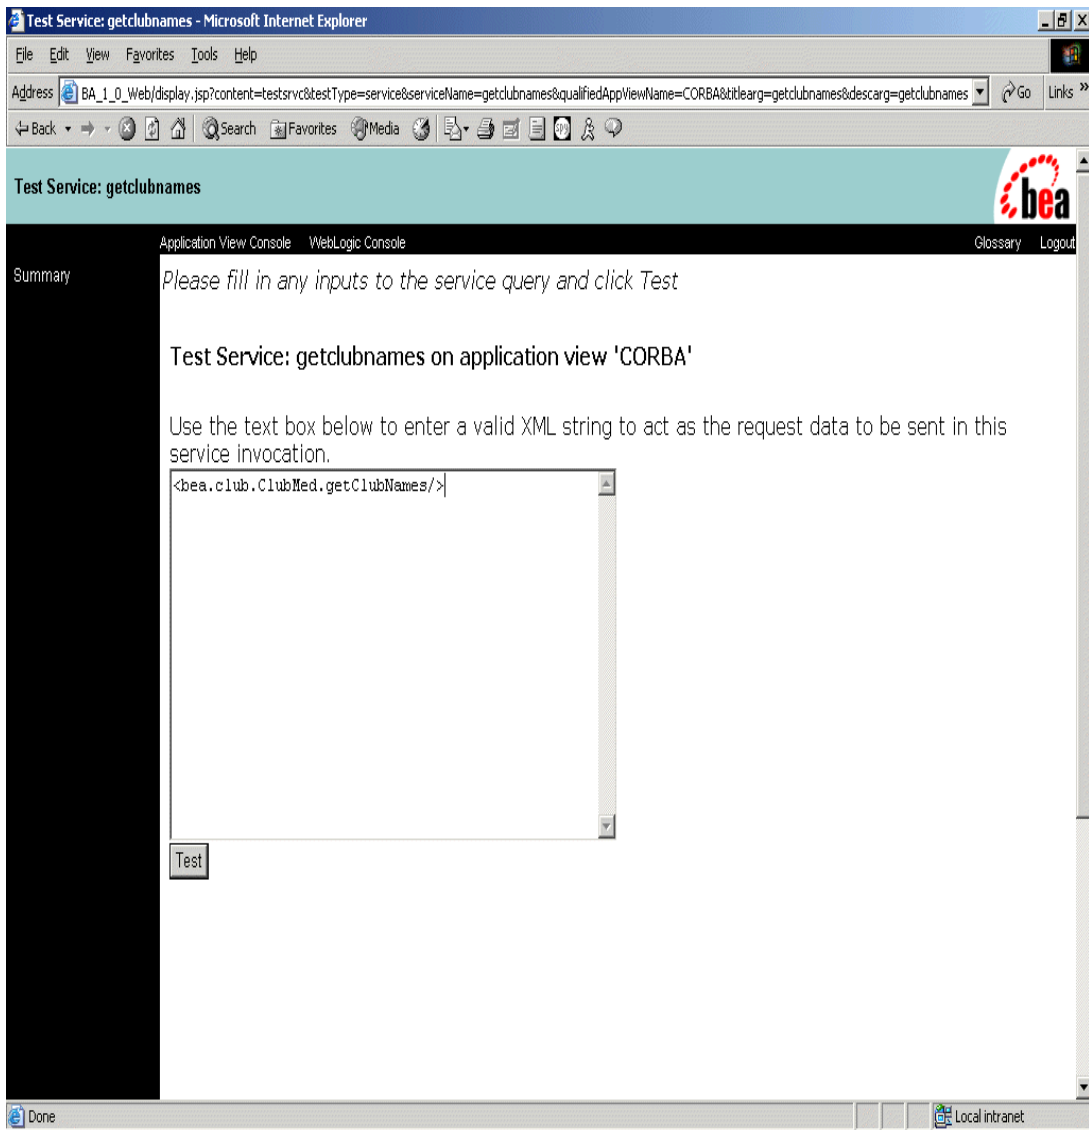 Test Service: getclubnames - Microsoft Internet Explorer
File Edit View Favorites Tools Help
Address BA_1_0_Web/display.jsp?content=testsrvc&testType=service&serviceName=getclubnames&qualifiedAppViewName=CORBA&titlearg=getclubnames&descarg=getclubnames Go Links »
Back Search Favorites Media
Test Service: getclubnames
bea
Application View Console WebLogic Console Glossary Logout
Summary
Please fill in any inputs to the service query and click Test
Test Service: getclubnames on application view 'CORBA'
Use the text box below to enter a valid XML string to act as the request data to be sent in this
service invocation.
<bea.club.ClubMed.getClubNames/>
Test
Done Local intranet